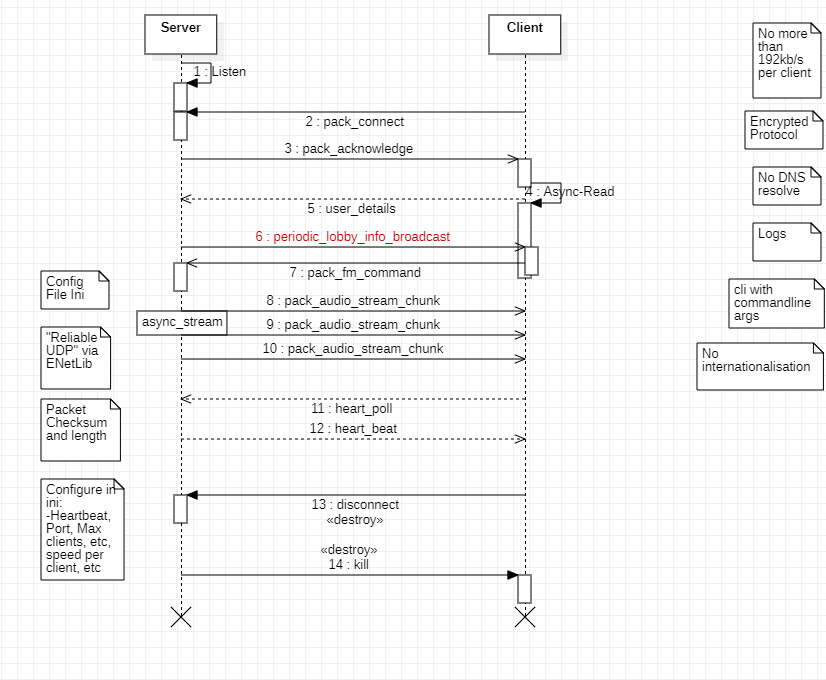 Server
Client
No more
than
192kb/s
per client
1 : Listen
2 : pack_connect
Encrypted
Protocol
3 : pack_acknowledge
No DNS
resolve
4 : Async-Read
5 : user_details
Logs
6 : periodic_lobby_info_broadcast
7 : pack_fm_command
Config
File Ini
cli with
commandline
args
8 : pack_audio_stream_chunk
async_stream
9 : pack_audio_stream_chunk
"Reliable
UDP" via
ENetLib
10 : pack_audio_stream_chunk
No
internationalisation
Packet
Checksum
and length
11 : heart_poll
12 : heart_beat
Configure in
ini:
-Heartbeat,
Port, Max
clients, etc,
speed per
client, etc
13 : disconnect
«destroy»
«destroy»
14 : kill